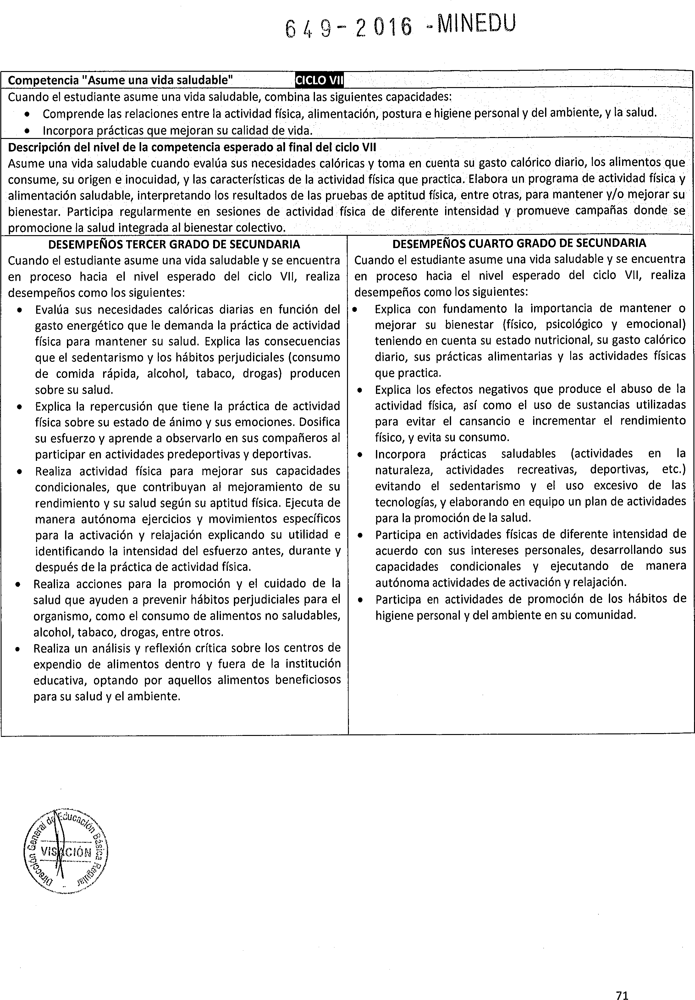 649-2016-MINEDU
Competencia "Asume una vida saludable" CICLO VII
Cuando el estudiante asume una vida saludable, combina las siguientes capacidades:
• Comprende las relaciones entre la actividad física, alimentación, postura e higiene personal y del ambiente, y la salud.
• Incorpora prácticas que mejoran su calidad de vida.
Descripción del nivel de la competencia esperado al final del ciclo VII
Asume una vida saludable cuando evalúa sus necesidades calóricas y toma en cuenta su gasto calórico diario, los alimentos que
consume, su origen e inocuidad, y las características de la actividad física que practica. Elabora un programa de actividad física y
alimentación saludable, interpretando los resultados de las pruebas de aptitud física, entre otras, para mantener y/o mejorar su
bienestar. Participa regularmente en sesiones de actividad física de diferente intensidad y promueve campañas donde se
promocione la salud integrada al bienestar colectivo.
DESEMPEÑOS TERCER GRADO DE SECUNDARIA
Cuando el estudiante asume una vida saludable y se encuentra
en proceso hacia el nivel esperado del ciclo VII, realiza
desempeños como los siguientes:
• Evalúa sus necesidades calóricas diarias en función del
gasto energético que le demanda la práctica de actividad
física para mantener su salud. Explica las consecuencias
que el sedentarismo y los hábitos perjudiciales (consumo
de comida rápida, alcohol, tabaco, drogas) producen
sobre su salud.
• Explica la repercusión que tiene la práctica de actividad
física sobre su estado de ánimo y sus emociones. Dosifica
su esfuerzo y aprende a observarlo en sus compañeros al
participar en actividades predeportivas y deportivas.
• Realiza actividad física para mejorar sus capacidades
condicionales, que contribuyan al mejoramiento de su
rendimiento y su salud según su aptitud física. Ejecuta de
manera autónoma ejercicios y movimientos específicos
para la activación y relajación explicando su utilidad e
identificando la intensidad del esfuerzo antes, durante y
después de la práctica de actividad física.
• Realiza acciones para la promoción y el cuidado de la
salud que ayuden a prevenir hábitos perjudiciales para el
organismo, como el consumo de alimentos no saludables,
alcohol, tabaco, drogas, entre otros.
• Realiza un análisis y reflexión crítica sobre los centros de
expendio de alimentos dentro y fuera de la institución
educativa, optando por aquellos alimentos beneficiosos
para su salud y el ambiente.
DESEMPEÑOS CUARTO GRADO DE SECUNDARIA
Cuando el estudiante asume una vida saludable y se encuentra
en proceso hacia el nivel esperado del ciclo VII, realiza
desempeños como los siguientes:
• Explica con fundamento la importancia de mantener o
mejorar su bienestar (físico, psicológico y emocional)
teniendo en cuenta su estado nutricional, su gasto calórico
diario, sus prácticas alimentarias y las actividades físicas
que practica.
• Explica los efectos negativos que produce el abuso de la
actividad física, así como el uso de sustancias utilizadas
para evitar el cansancio e incrementar el rendimiento
físico, y evita su consumo.
• Incorpora prácticas saludables (actividades en la
naturaleza, actividades recreativas, deportivas, etc.)
evitando el sedentarismo y el uso excesivo de las
tecnologías, y elaborando en equipo un plan de actividades
para la promoción de la salud.
• Participa en actividades físicas de diferente intensidad de
acuerdo con sus intereses personales, desarrollando sus
capacidades condicionales y ejecutando de manera
autónoma actividades de activación y relajación.
• Participa en actividades de promoción de los hábitos de
higiene personal y del ambiente en su comunidad.
Dirección General de Educación Básica Regular
VISACIÓN
71